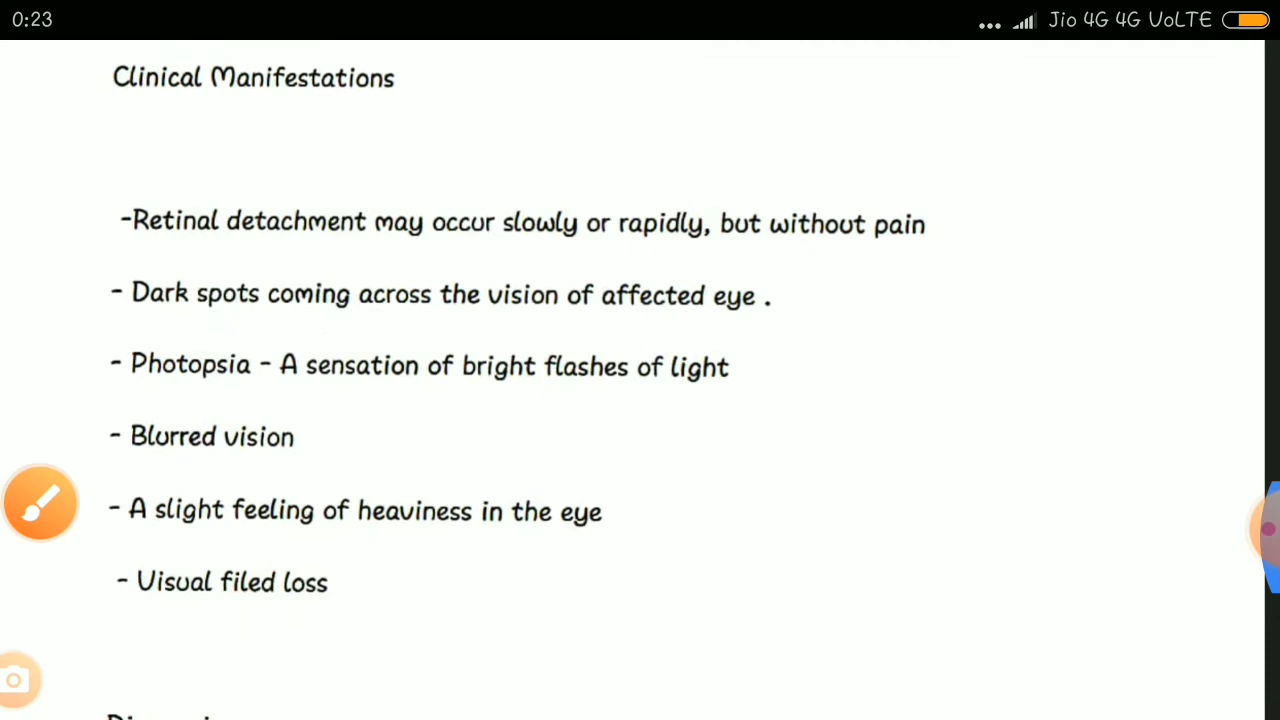 0:23
Jio 4G 4G VoLTE
Clinical Manifestations
-Retinal detachment may occur slowly or rapidly, but without pain
- Dark spots coming across the vision of affected eye .
- Photopsia - A sensation of bright flashes of light
- Blurred vision
- A slight feeling of heaviness in the eye
- Visual filed loss